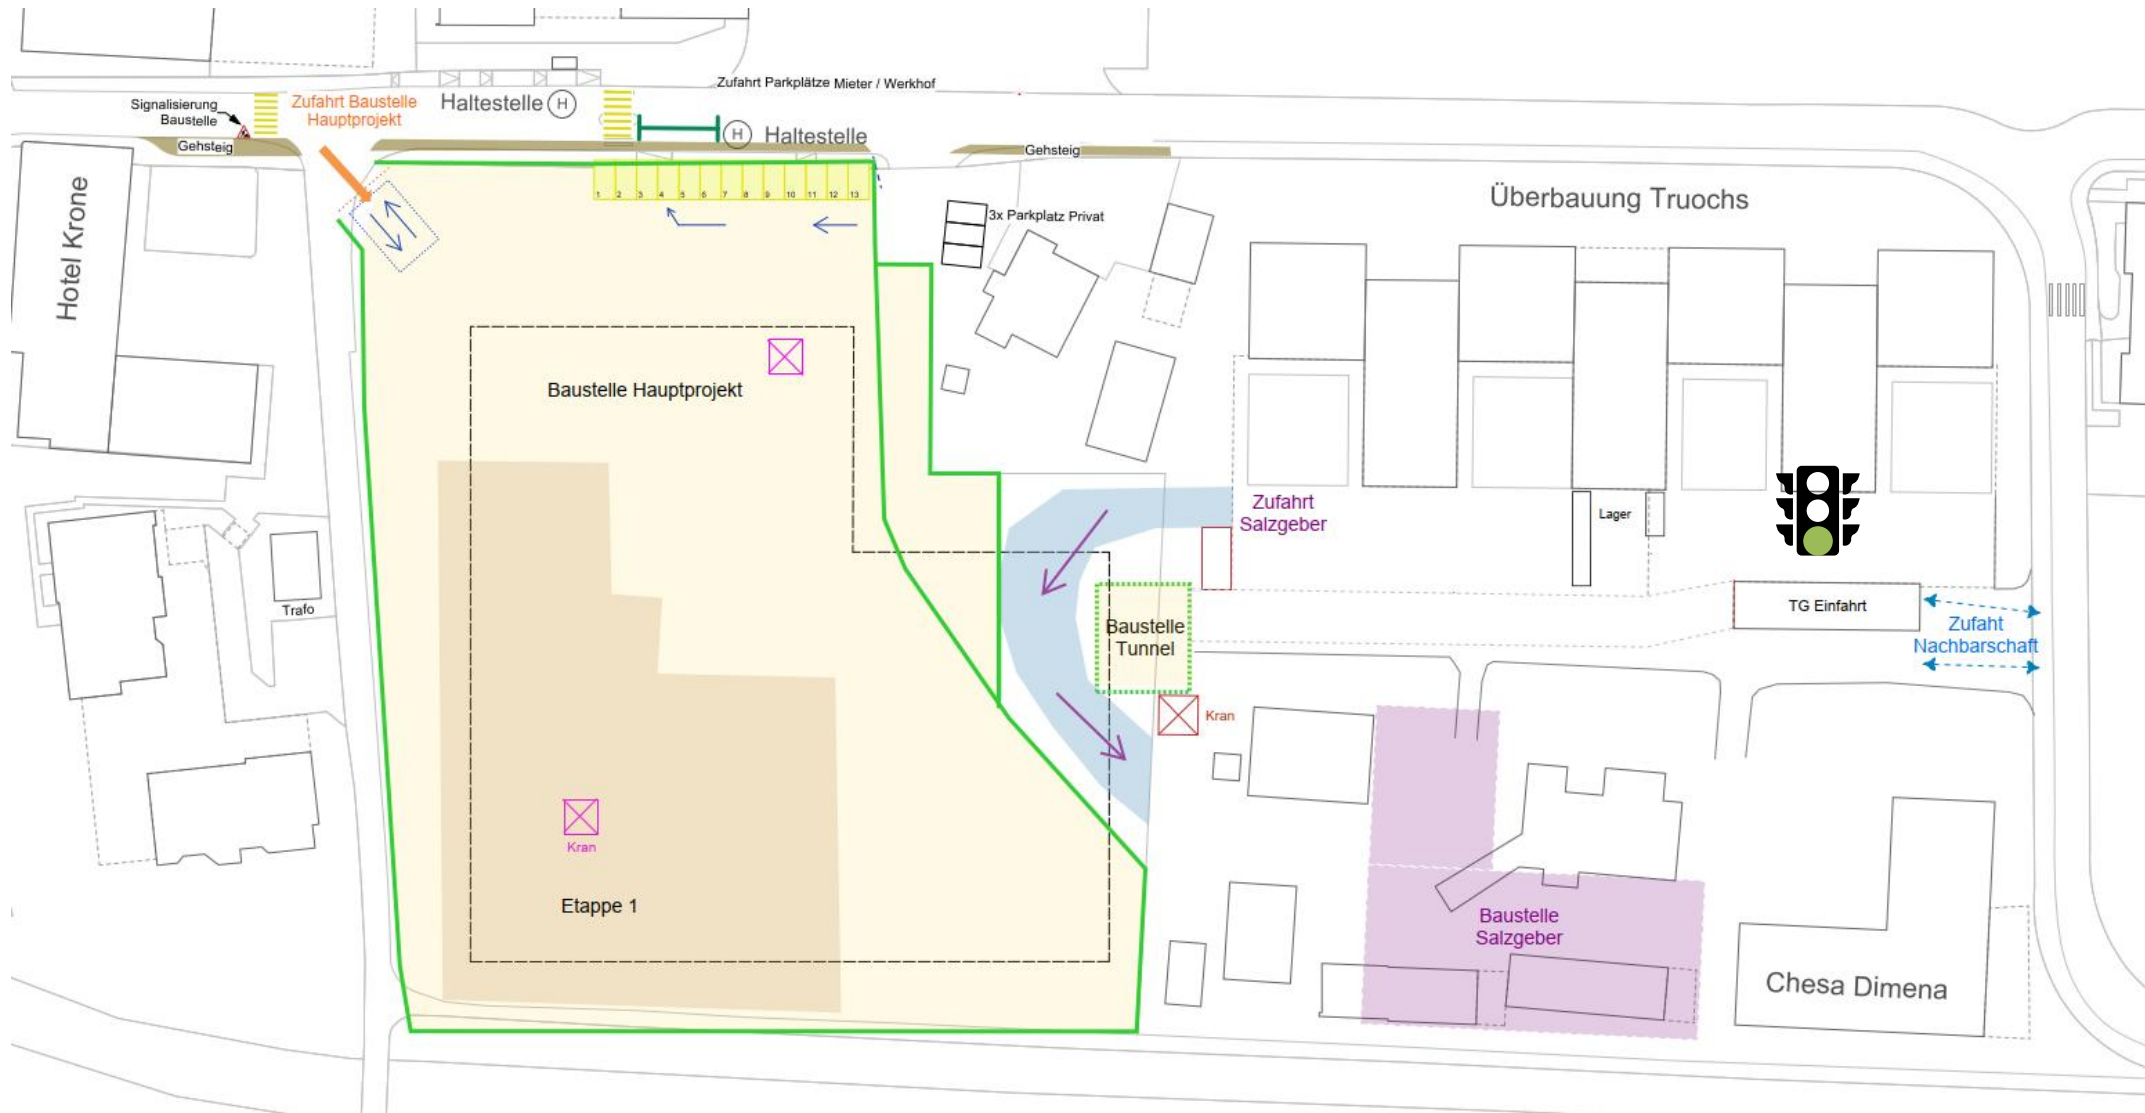 Zufahrt Parkplätze Mieter / Werkhof
Signalisierung
Baustelle
Zufahrt Baustelle
Hauptprojekt
Haltestelle H
H Haltestelle
Gehsteig
Gehsteig
Hotel Krone
1 2 3 4 5 6 7 8 9 10 11 12 13
3x Parkplatz Privat
Überbauung Truochs
Baustelle Hauptprojekt
Zufahrt
Salzgeber
Lager
Trafo
Baustelle
Tunnel
TG Einfahrt
Zufaht
Nachbarschaft
Kran
Kran
Etappe 1
Baustelle
Salzgeber
Chesa Dimena